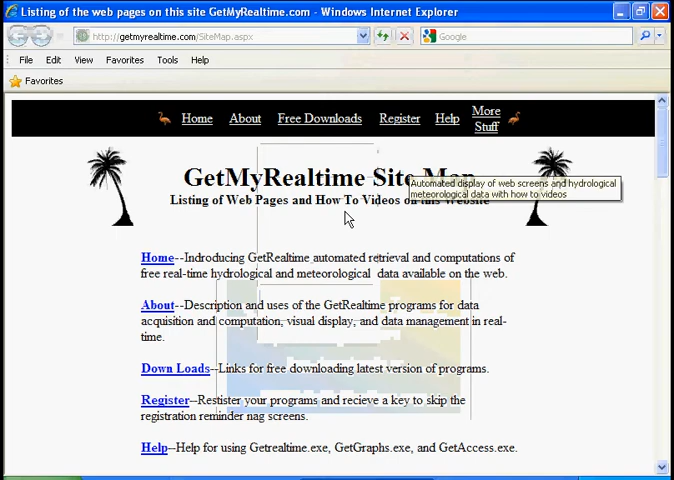 Listing of the web pages on this site GetMyRealtime.com - Windows Internet Explorer
http://getmyrealtime.com/SiteMap.aspx
Google
File Edit View Favorites Tools Help
Favorites
Home About Free Downloads Register Help More Stuff
GetMyRealtime Site Map
Automated display of web screens and hydrological
meteorological data with how to videos
Listing of Web Pages and How To Videos on this Website
Home--Indroducing GetRealtime automated retrieval and computations of
free real-time hydrological and meteorological data available on the web.
About--Description and uses of the GetRealtime programs for data
acquisition and computation, visual display, and data management in real-
time.
Down Loads--Links for free downloading latest version of programs.
Register--Restister your programs and recieve a key to skip the
registration reminder nag screens.
Help--Help for using Getrealtime.exe, GetGraphs.exe, and GetAccess.exe.